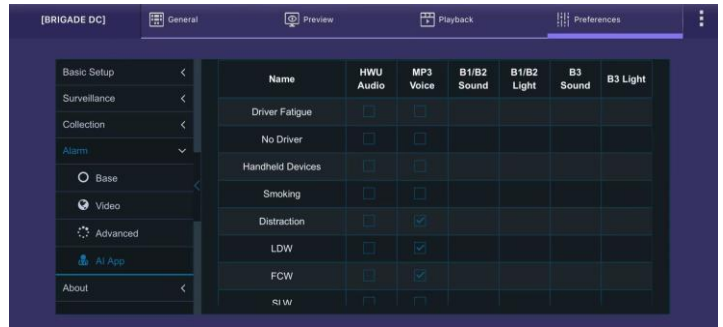 [BRIGADE DC] General Preview Playback Preferences
Basic Setup
Surveillance
Collection
Alarm
Base
Video
Advanced
AI App
About
Name HWU Audio MP3 Voice B1/B2 Sound B1/B2 Light B3 Sound B3 Light
Driver Fatigue
No Driver
Handheld Devices
Smoking
Distraction
LDW
FCW
SLW